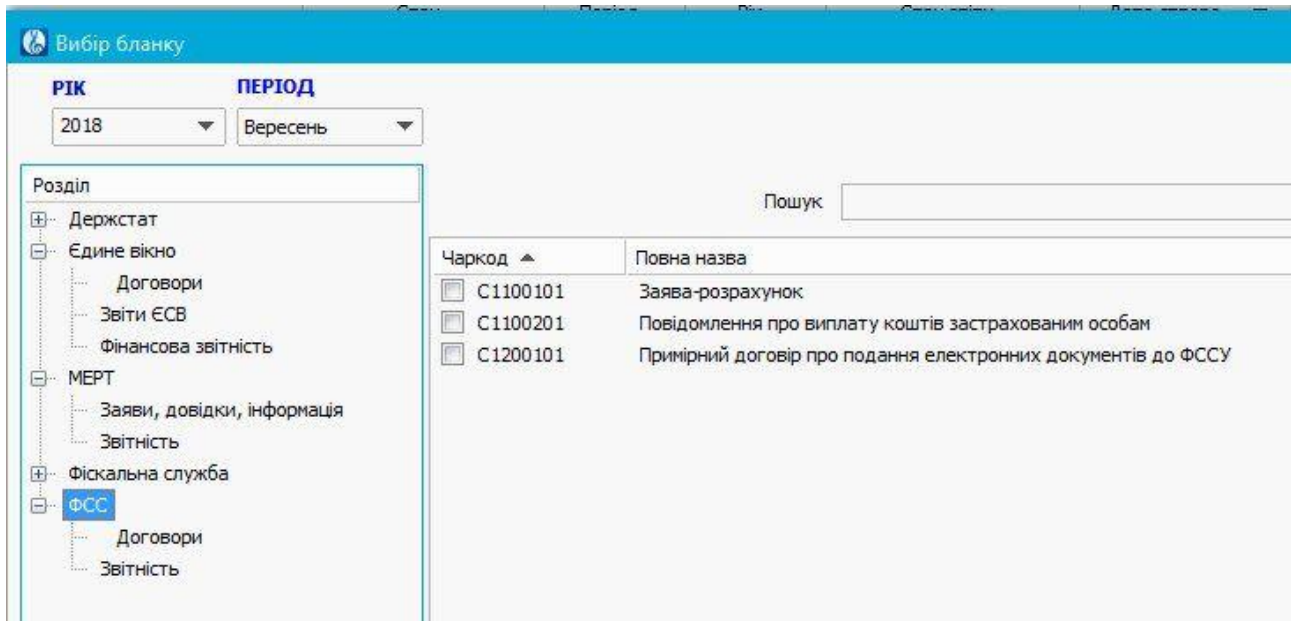 Вибір бланку
РІК ПЕРІОД
2018 Вересень
Розділ
Держстат
Єдине вікно
Договори
Звіти ЄСВ
Фінансова звітність
МЕРТ
Заяви, довідки, інформація
Звітність
Фіскальна служба
ФСС
Договори
Звітність
Пошук
Чаркод Повна назва
C1100101 Заява-розрахунок
C1100201 Повідомлення про виплату коштів застрахованим особам
C1200101 Примірний договір про подання електронних документів до ФССУ